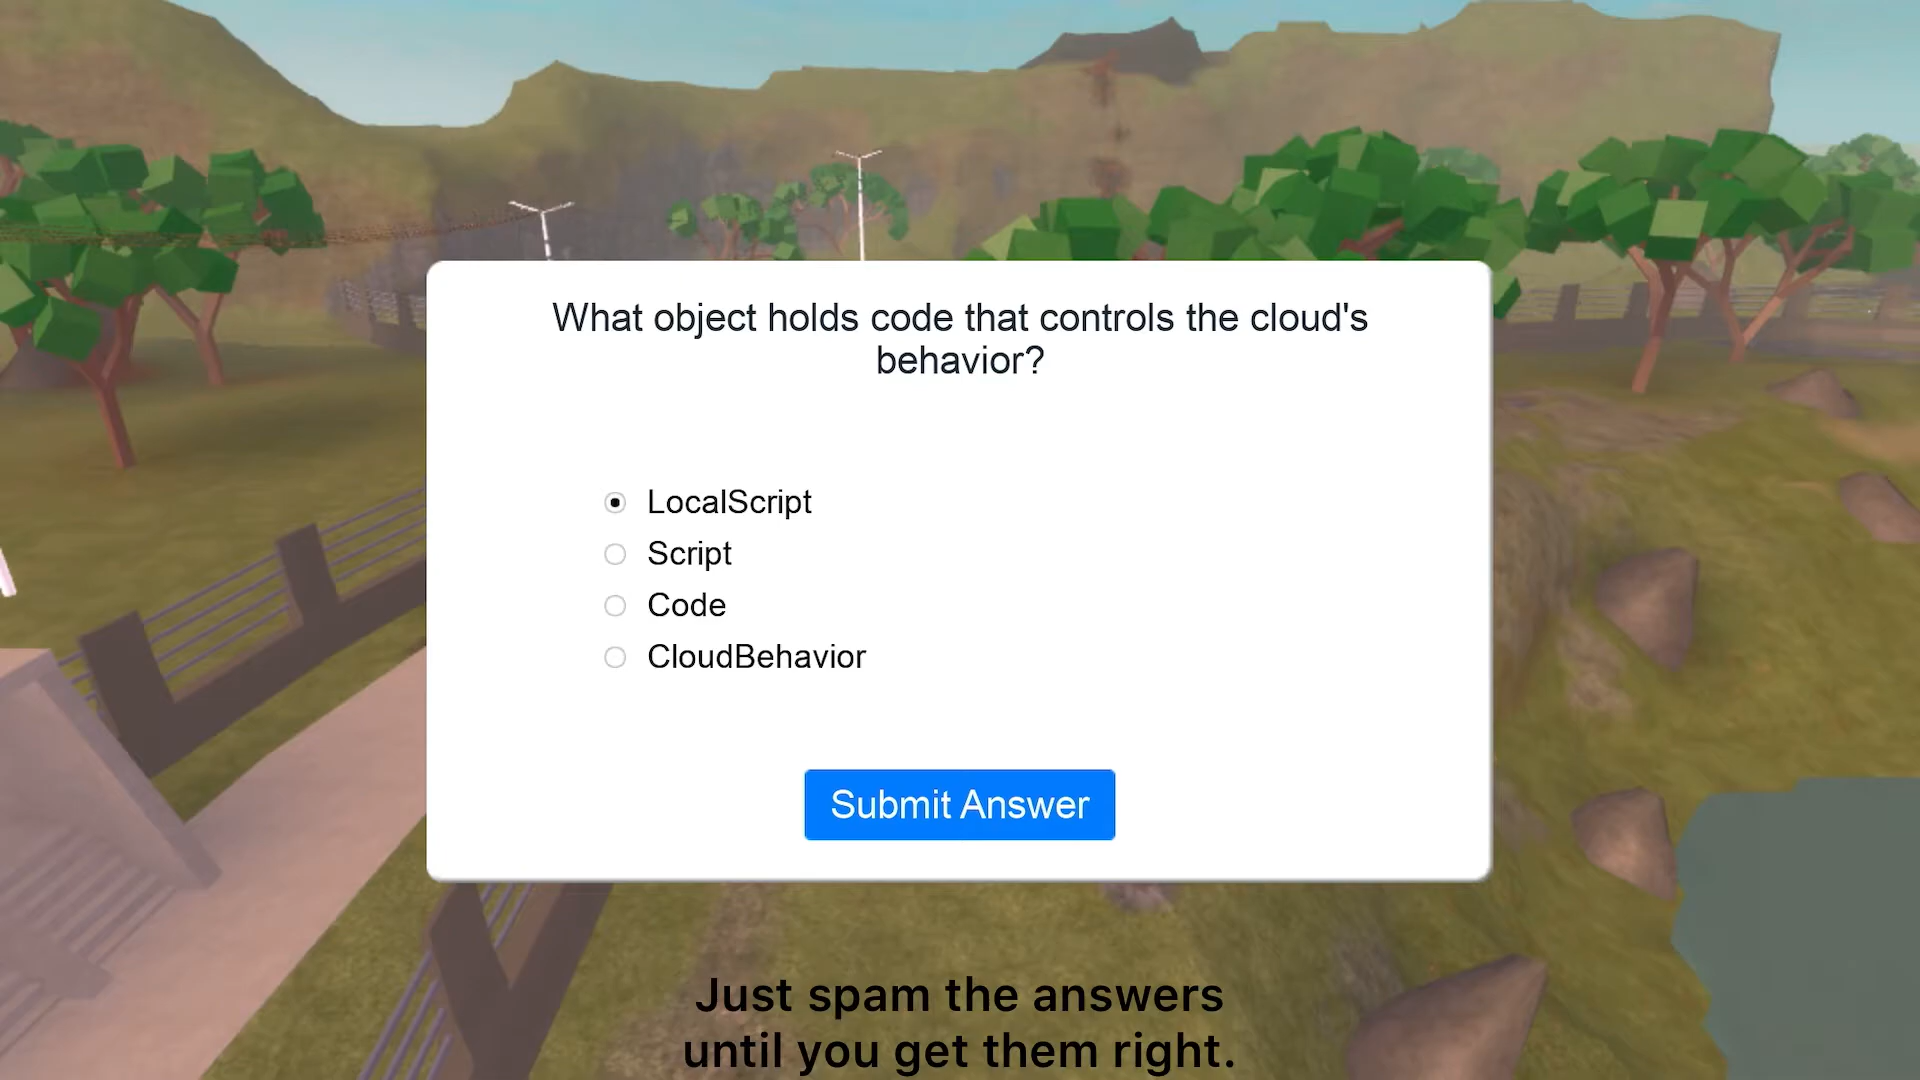 What object holds code that controls the cloud's
behavior?
LocalScript
Script
Code
CloudBehavior
Submit Answer
Just spam the answers
until you get them right.